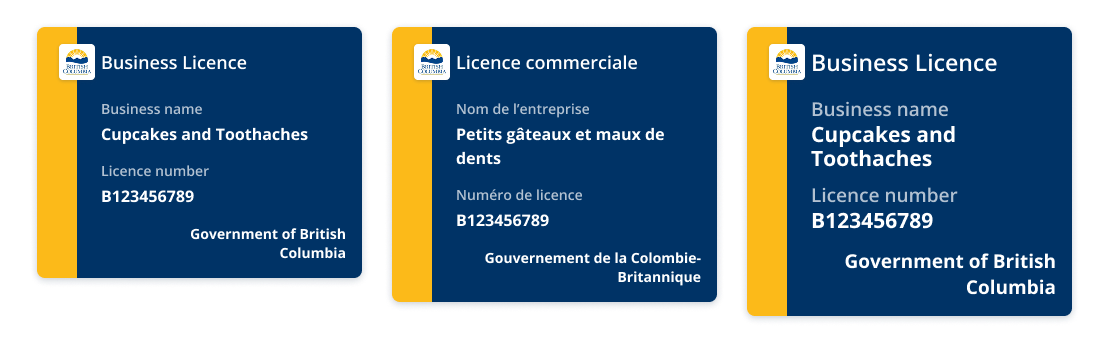 BRITISH
COLUMBIA
Business Licence
Business name
Cupcakes and Toothaches
Licence number
B123456789
Government of British
Columbia
BRITISH
COLUMBIA
Licence commerciale
Nom de l’entreprise
Petits gâteaux et maux de
dents
Numéro de licence
B123456789
Gouvernement de la Colombie-
Britannique
BRITISH
COLUMBIA
Business Licence
Business name
Cupcakes and
Toothaches
Licence number
B123456789
Government of British
Columbia